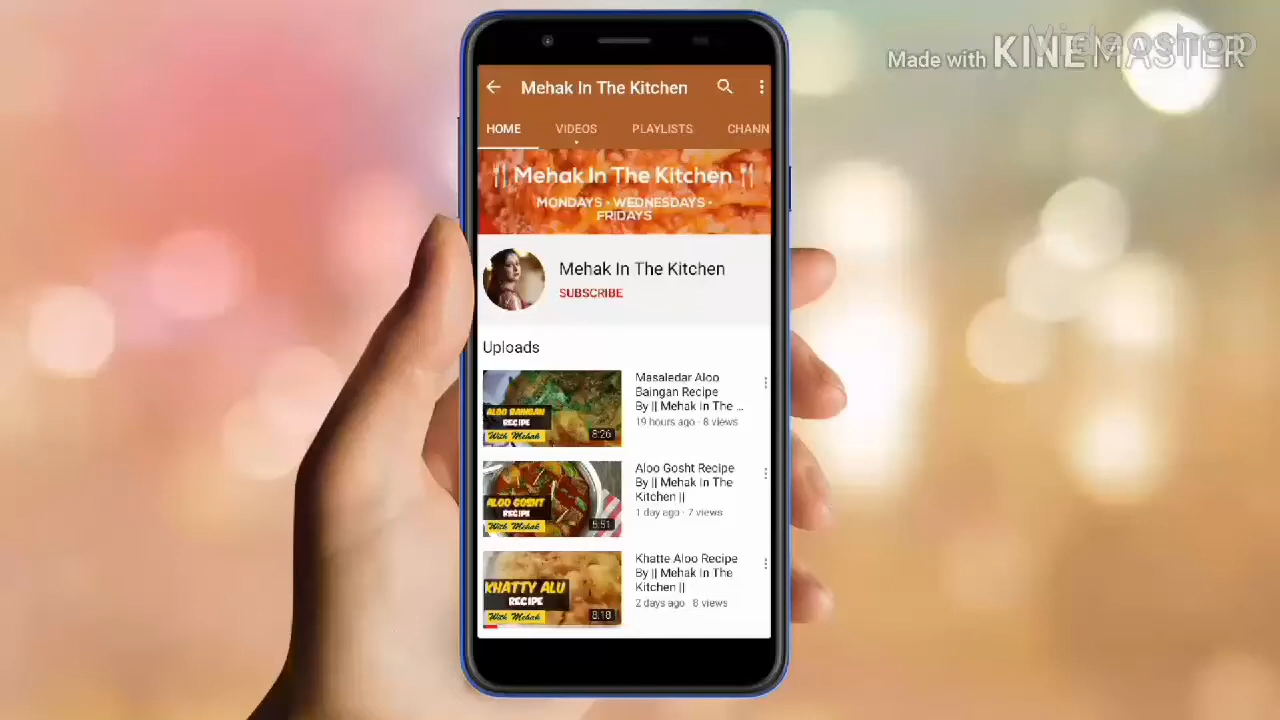 Made with KINEMASTER
Videoshop
Mehak In The Kitchen
HOME VIDEOS PLAYLISTS CHANN
Mehak In The Kitchen
MONDAYS • WEDNESDAYS •
FRIDAYS
Mehak In The Kitchen
SUBSCRIBE
Uploads
ALOO BAINGAN
RECIPE
With Mehak
8:26
Masaledar Aloo
Baingan Recipe
By || Mehak In The ...
19 hours ago · 8 views
ALOO GOSHT
RECIPE
With Mehak
5:51
Aloo Gosht Recipe
By || Mehak In The
Kitchen ||
1 day ago · 7 views
KHATTY ALU
RECIPE
With Mehak
8:18
Khatte Aloo Recipe
By || Mehak In The
Kitchen ||
2 days ago · 8 views